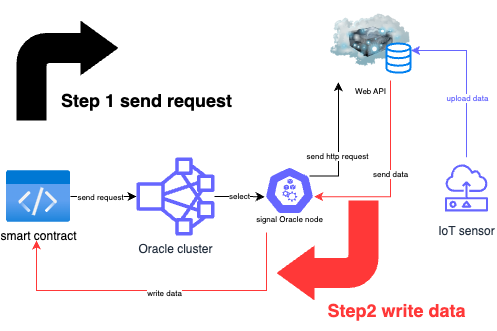 Step 1 send request
Web API
upload data
send http request
send data
send request
select
signal Oracle node
smart contract
Oracle cluster
IoT sensor
write data
Step2 write data